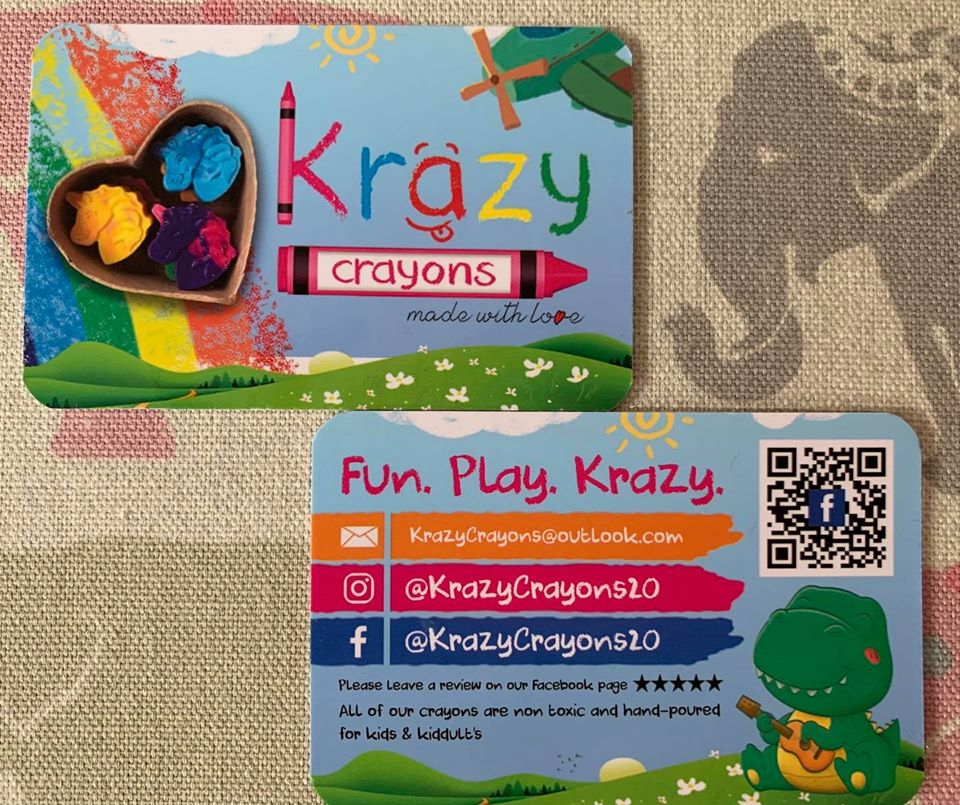 Krazy
crayons
made with love
Fun. Play. Krazy.
KrazyCrayons@outlook.com
@KrazyCrayons20
@KrazyCrayons20
Please leave a review on our Facebook page ★★★★★
All of our crayons are non toxic and hand-poured
for kids & kiddult's